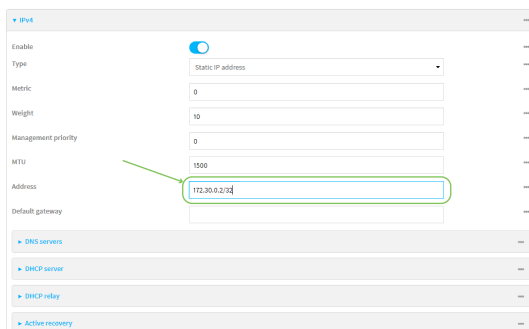 ▾ IPv4
Enable
Type
Static IP address
Metric
0
Weight
10
Management priority
0
MTU
1500
Address
172.30.0.2/32
Default gateway
▸ DNS servers
▸ DHCP server
▸ DHCP relay
▸ Active recovery